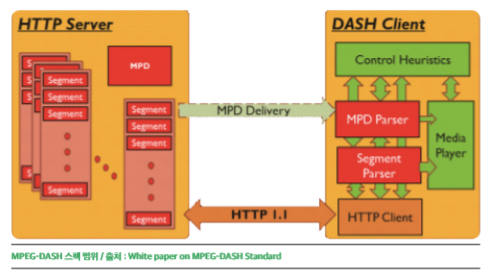 HTTP Server
DASH Client
S
S
Segment
MPD
Control Heuristics
S
S
Segment
Segment
S
S
Segment
Segment
MPD Delivery
MPD Parser
Segment
Media
Player
Segment
Parser
S
S
Segment
Segment
HTTP 1.1
HTTP Client
MPEG-DASH 스펙 범위 / 출처 : White paper on MPEG-DASH Standard